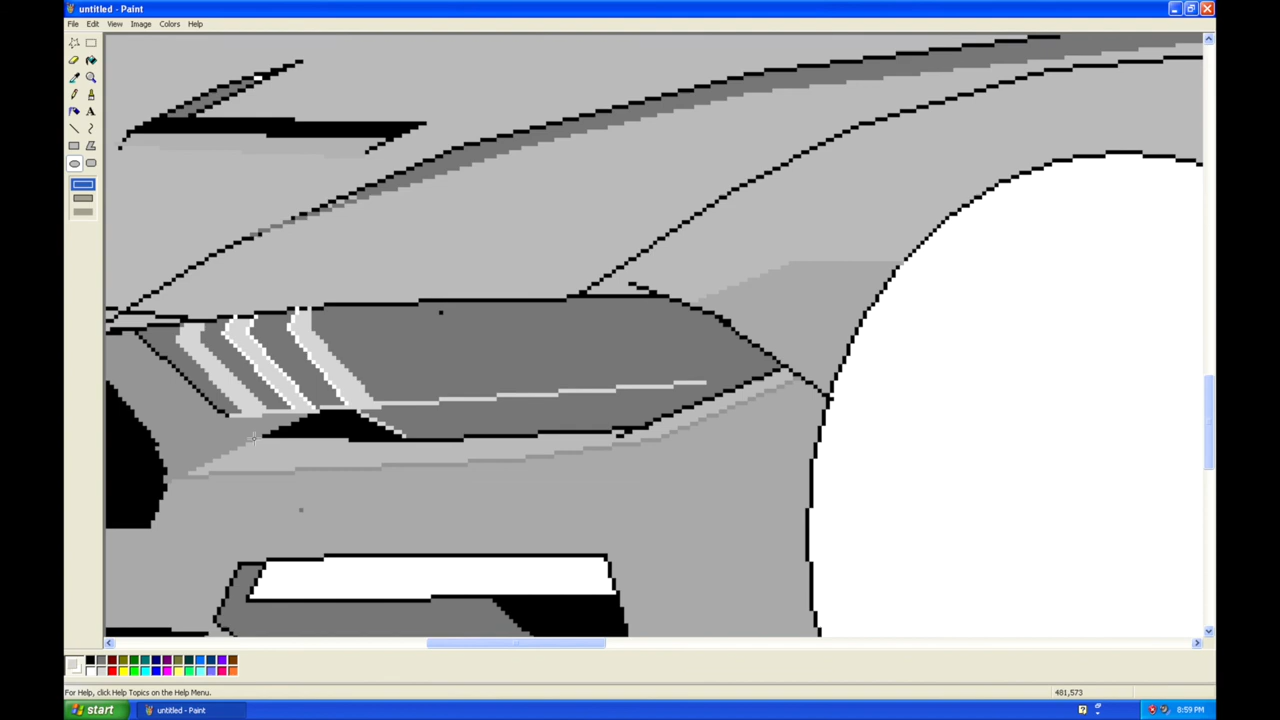 untitled - Paint
File Edit View Image Colors Help
A
For Help, click Help Topics on the Help Menu.
481,573
start
untitled - Paint
8:59 PM